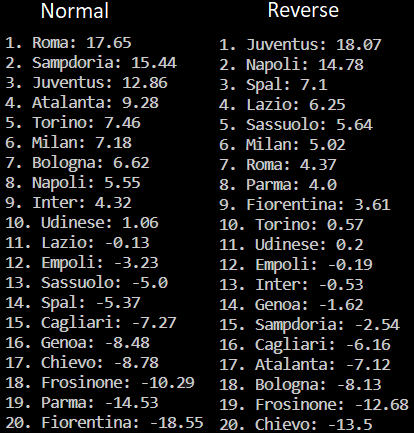 Normal
1. Roma: 17.65
2. Sampdoria: 15.44
3. Juventus: 12.86
4. Atalanta: 9.28
5. Torino: 7.46
6. Milan: 7.18
7. Bologna: 6.62
8. Napoli: 5.55
9. Inter: 4.32
10. Udinese: 1.06
11. Lazio: -0.13
12. Empoli: -3.23
13. Sassuolo: -5.0
14. Spal: -5.37
15. Cagliari: -7.27
16. Genoa: -8.48
17. Chievo: -8.78
18. Frosinone: -10.29
19. Parma: -14.53
20. Fiorentina: -18.55
Reverse
1. Juventus: 18.07
2. Napoli: 14.78
3. Spal: 7.1
4. Lazio: 6.25
5. Sassuolo: 5.64
6. Milan: 5.02
7. Roma: 4.37
8. Parma: 4.0
9. Fiorentina: 3.61
10. Torino: 0.57
11. Udinese: 0.2
12. Empoli: -0.19
13. Inter: -0.53
14. Genoa: -1.62
15. Sampdoria: -2.54
16. Cagliari: -6.16
17. Atalanta: -7.12
18. Bologna: -8.13
19. Frosinone: -12.68
20. Chievo: -13.5